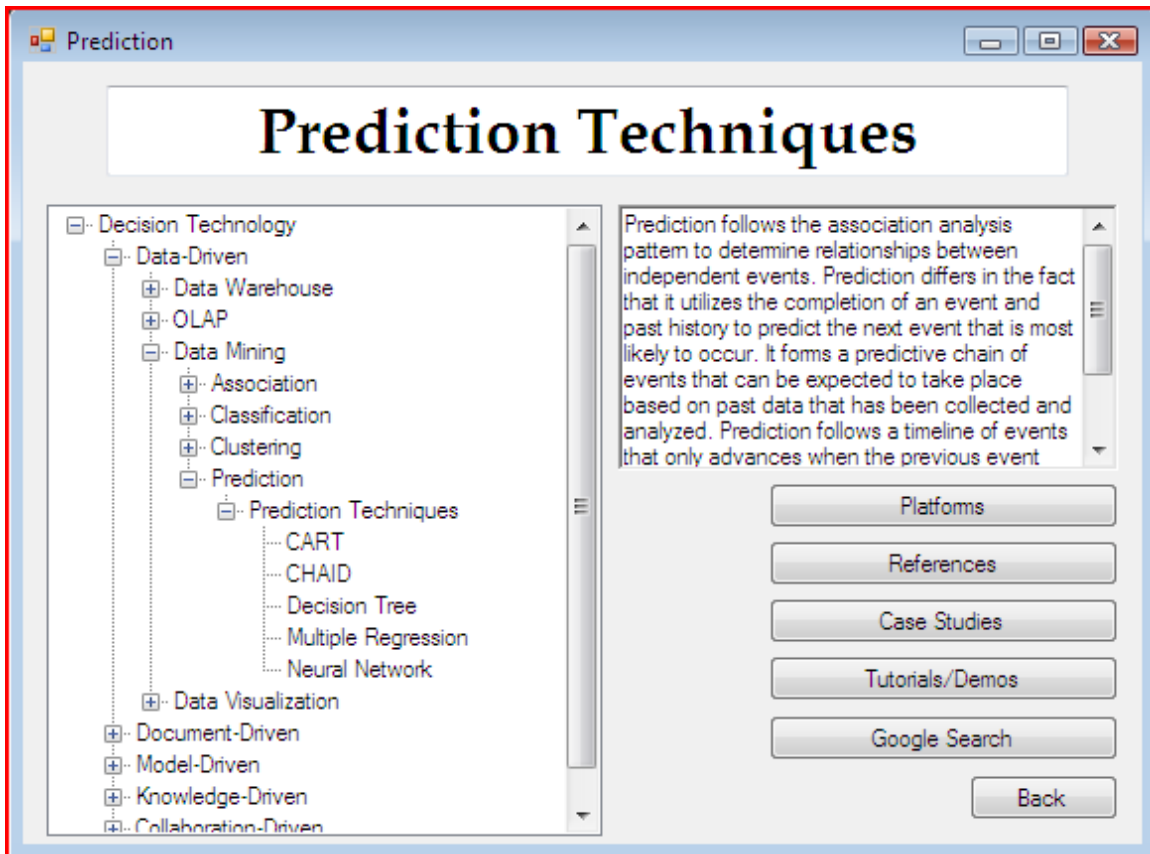 Prediction
Prediction Techniques
Decision Technology
Data-Driven
Data Warehouse
OLAP
Data Mining
Association
Classification
Clustering
Prediction
Prediction Techniques
CART
CHAID
Decision Tree
Multiple Regression
Neural Network
Data Visualization
Document-Driven
Model-Driven
Knowledge-Driven
Collaboration-Driven
Prediction follows the association analysis
pattern to determine relationships between
independent events. Prediction differs in the fact
that it utilizes the completion of an event and
past history to predict the next event that is most
likely to occur. It forms a predictive chain of
events that can be expected to take place
based on past data that has been collected and
analyzed. Prediction follows a timeline of events
that only advances when the previous event
Platforms
References
Case Studies
Tutorials/Demos
Google Search
Back